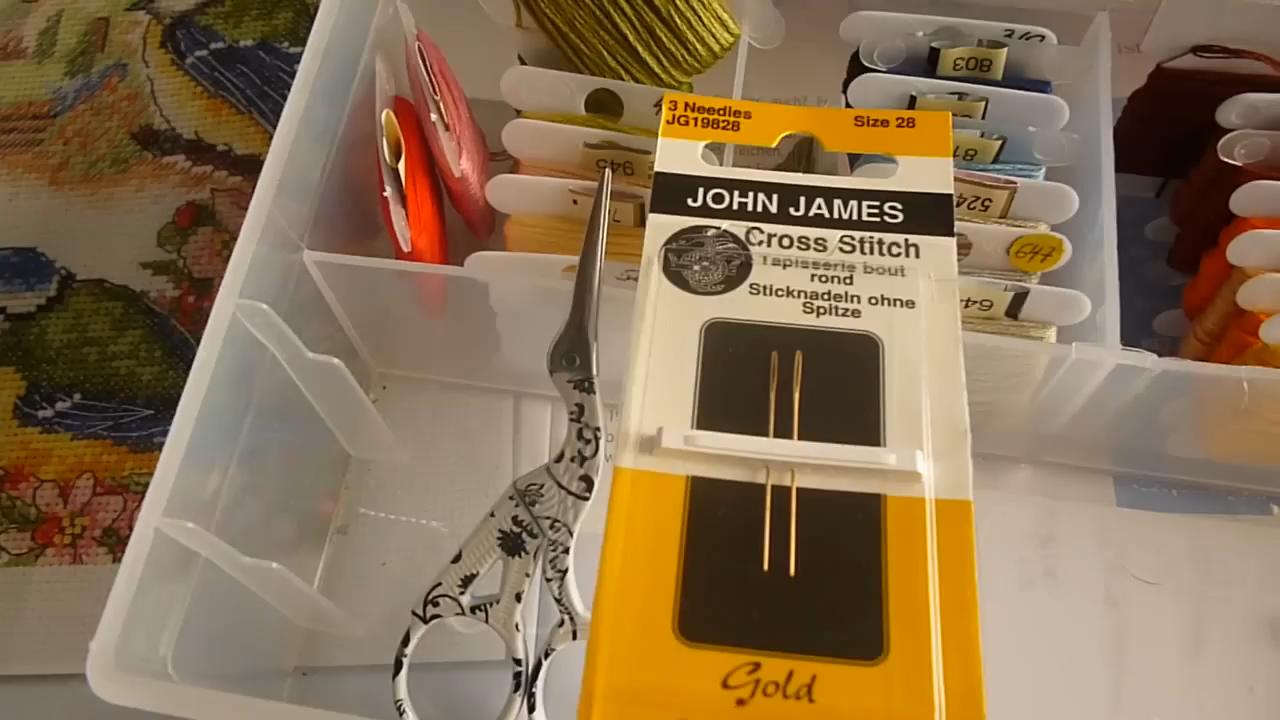 3 Needles
JG19828
Size 28
JOHN JAMES
Cross Stitch
Tapisserie bout
rond
Sticknadeln ohne
Spitze
Gold
803
945
524
647